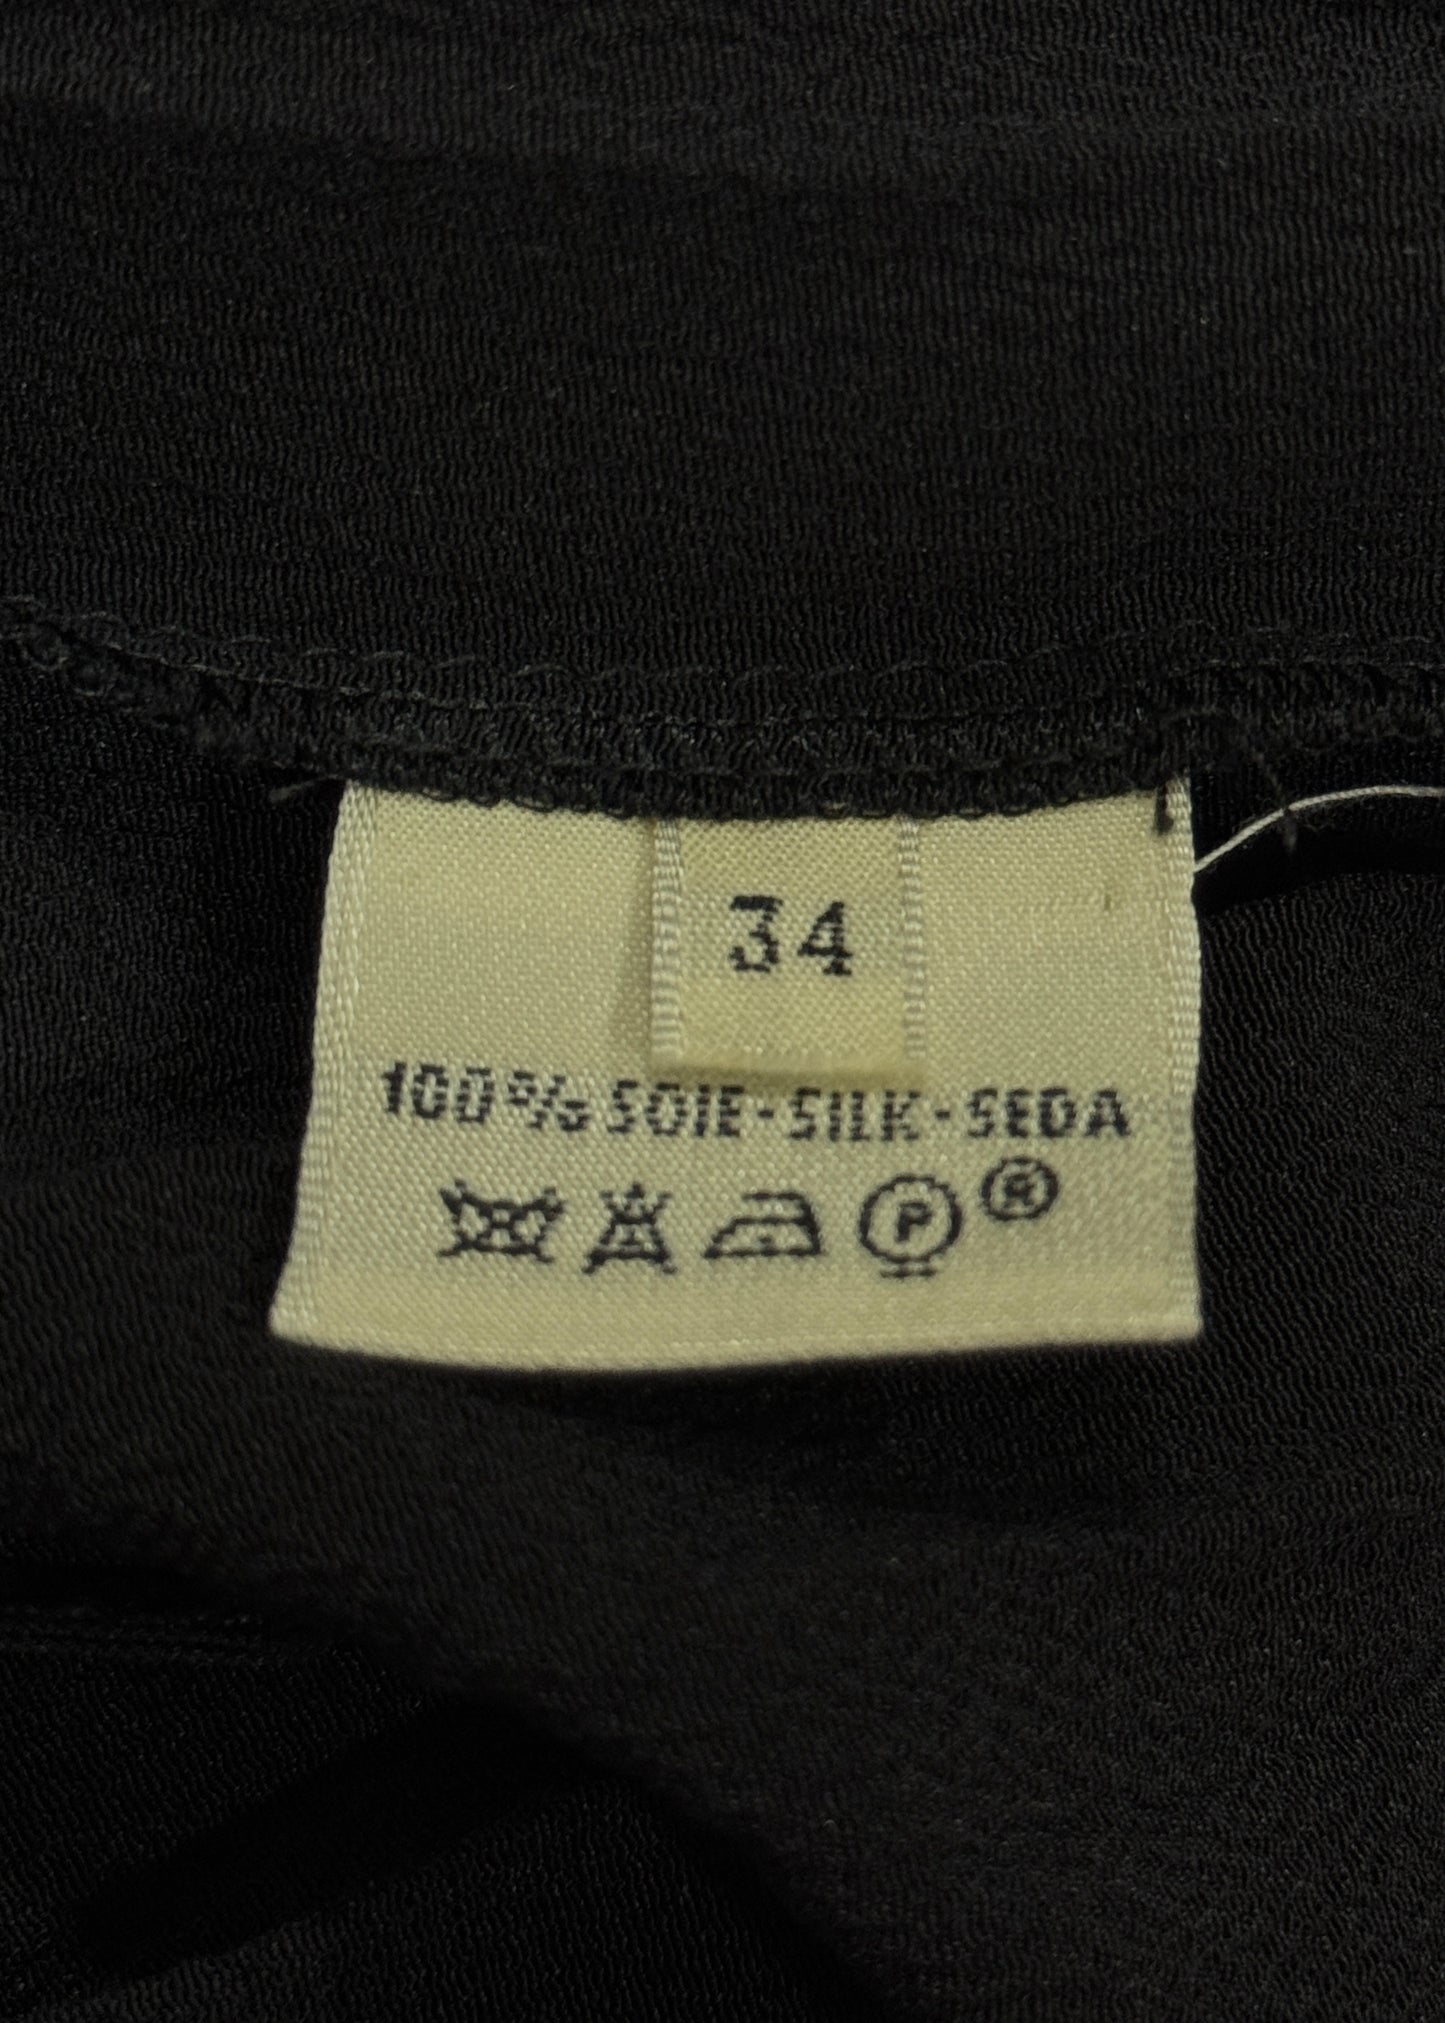 34
100% SOIE - SILK - SEDA
P ®